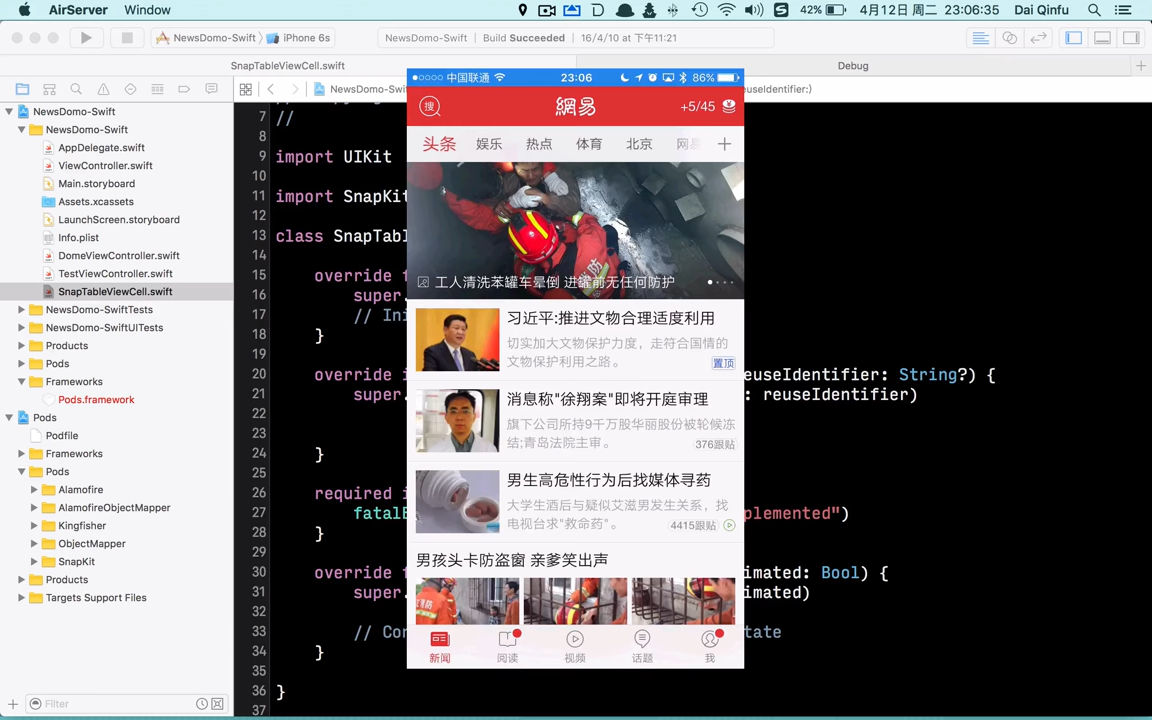 AirServer Window 42% 4月12日 周二 23:06:35 Dai Qinfu
NewsDomo-Swift iPhone 6s NewsDomo-Swift Build Succeeded 16/4/10 at 下午11:21
SnapTableViewCell.swift Debug
NewsDomo-Swif euseIdentifier:)
NewsDomo-Swift
NewsDomo-Swift
AppDelegate.swift
ViewController.swift
Main.storyboard
Assets.xcassets
LaunchScreen.storyboard
Info.plist
DomeViewController.swift
TestViewController.swift
SnapTableViewCell.swift
NewsDomo-SwiftTests
NewsDomo-SwiftUITests
Products
Pods
Frameworks
Pods.framework
Pods
Podfile
Frameworks
Pods
Alamofire
AlamofireObjectMapper
Kingfisher
ObjectMapper
SnapKit
Products
Targets Support Files
Filter
7 //
8
9 import UIKit
10
11 import SnapKit
12
13 class SnapTabl
14
15 override f
16 super.
17 // Ini
18 }
19
20 override i euseIdentifier: String?) {
21 super. : reuseIdentifier)
22
23
24 }
25
26 required i
27 fatalE plemented")
28 }
29
30 override f imated: Bool) {
31 super. imated)
32
33 // Con tate
34 }
35
36 }
37
中国联通 23:06 86%
搜 網易 +5/45
头条 娱乐 热点 体育 北京 网易
工人清洗苯罐车晕倒 进罐前无任何防护
习近平:推进文物合理适度利用
切实加大文物保护力度，走符合国情的
文物保护利用之路。 置顶
消息称"徐翔案"即将开庭审理
旗下公司所持9千万股华丽股份被轮候冻
结;青岛法院主审。 376跟贴
男生高危性行为后找媒体寻药
大学生酒后与疑似艾滋男发生关系，找
电视台求"救命药"。 4415跟贴
男孩头卡防盗窗 亲爹笑出声
新闻 阅读 视频 话题 我